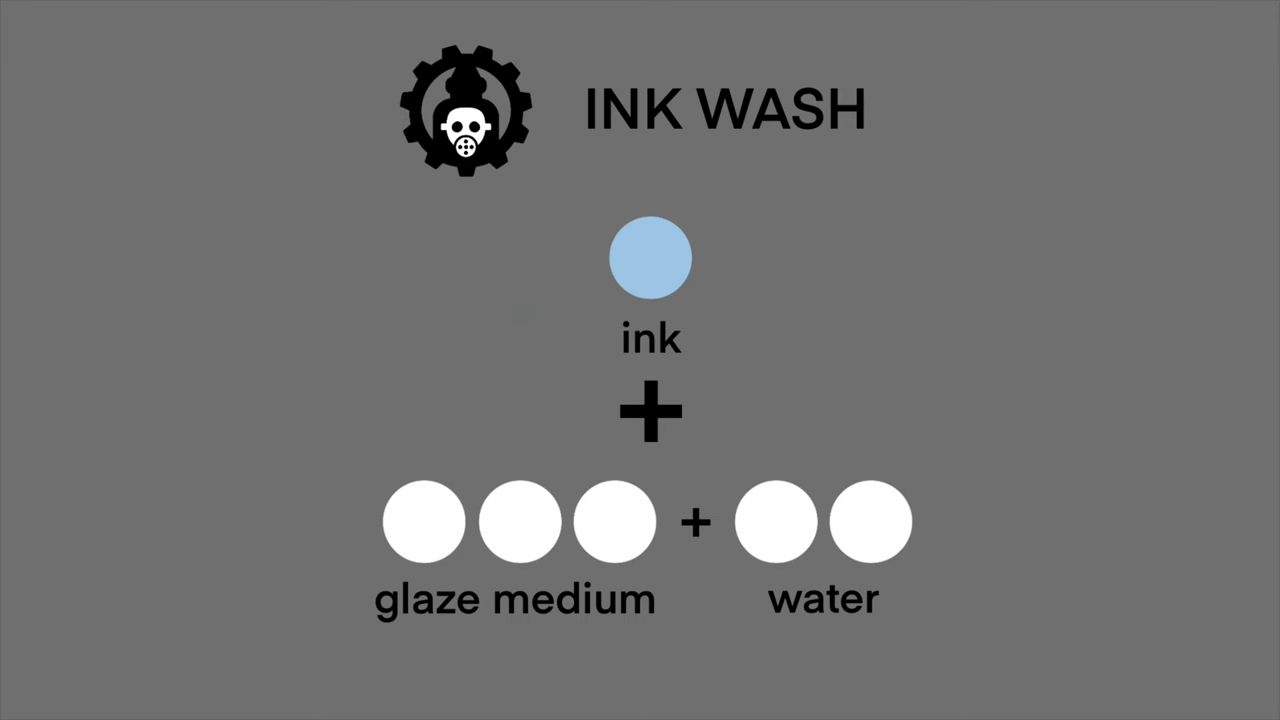 INK WASH
ink
+
+
glaze medium
water